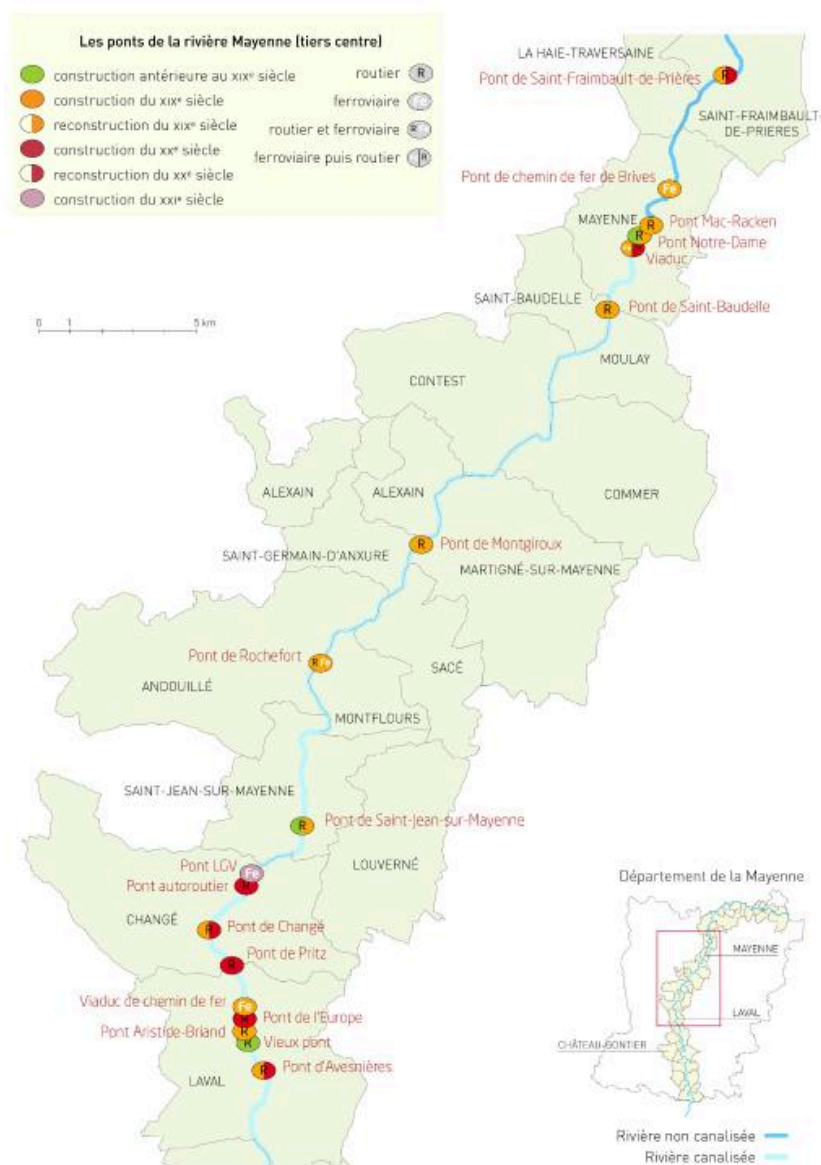 Les ponts de la rivière Mayenne (tiers centre)
construction antérieure au XIXe siècle
construction du XIXe siècle
reconstruction du XIXe siècle
construction du XXe siècle
reconstruction du XXe siècle
construction du XXIe siècle
routier R
ferroviaire Fe
routier et ferroviaire R
ferroviaire puis routier R
0 1 5 km
LA HAIE-TRAVERSAINE
Pont de Saint-Fraimbault-de-Prières R
SAINT-FRAIMBAULT-
DE-PRIERES
Pont de chemin de fer de Brives Fe
MAYENNE
R Pont Mac-Racken
R Pont Notre-Dame
Viaduc
SAINT-BAUDELLE
R Pont de Saint-Baudelle
MOULAY
CONTEST
ALEXAIN
ALEXAIN
COMMER
R Pont de Montgiroux
SAINT-GERMAIN-D'ANXURE
MARTIGNÉ-SUR-MAYENNE
Pont de Rochefort R Fe
SACÉ
ANDOUILLÉ
MONTFLOURS
SAINT-JEAN-SUR-MAYENNE
R Pont de Saint-Jean-sur-Mayenne
LOUVERNÉ
Pont LGV Fe
Pont autoroutier R
CHANGÉ
R Pont de Changé
R Pont de Pritz
Viaduc de chemin de fer Fe
R Pont de l'Europe
Pont Aristide-Briand R
R Vieux pont
R Pont d'Avesnières
LAVAL
Département de la Mayenne
MAYENNE
LAVAL
CHÂTEAU-GONTIER
Rivière non canalisée
Rivière canalisée